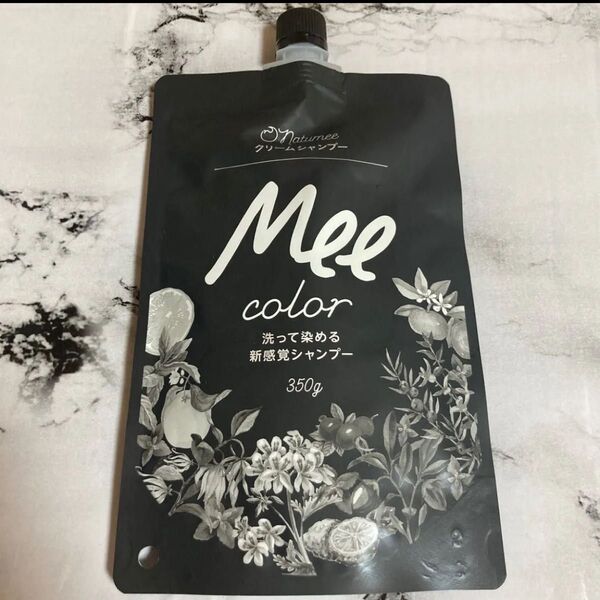 Natumee
クリームシャンプー
Mee
color
洗って染める
新感覚シャンプー
350g